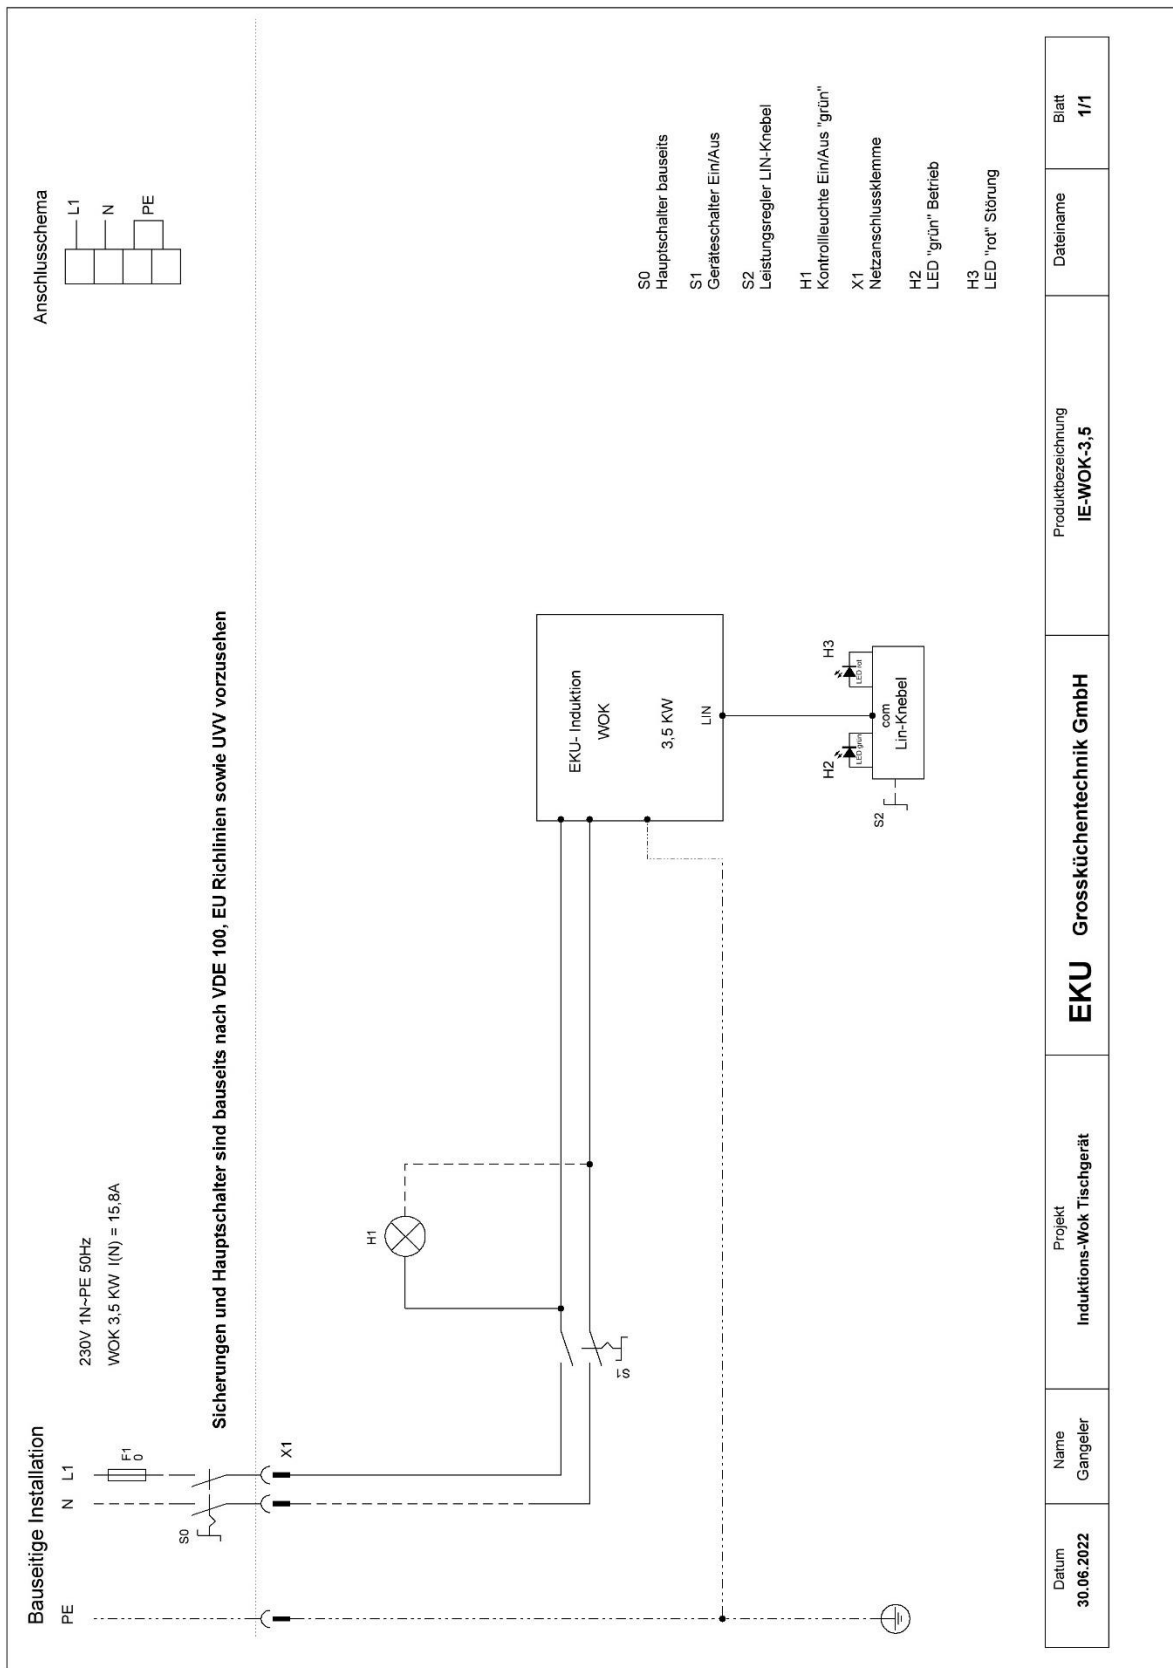 Bauseitige Installation
PE
N
L1
230V 1N~PE 50Hz
WOK 3,5 KW I(N) = 15,8A
Anschlusschema
L1
N
PE
F1
0
S0
Sicherungen und Hauptschalter sind bauseits nach VDE 100, EU Richlinien sowie UVV vorzusehen
X1
H1
S1
EKU- Induktion
WOK
3,5 KW
LIN
H2
LED grün
H3
LED rot
com
Lin-Knebel
S2
S0
Hauptschalter bauseits
S1
Geräteschalter Ein/Aus
S2
Leistungsregler LIN-Knebel
H1
Kontrollleuchte Ein/Aus "grün"
X1
Netzanschlussklemme
H2
LED "grün" Betrieb
H3
LED "rot" Störung
Datum
30.06.2022
Name
Gangeler
Projekt
Induktions-Wok Tischgerät
EKU Grossküchentechnik GmbH
Produktbezeichnung
IE-WOK-3,5
Dateiname
Blatt
1/1